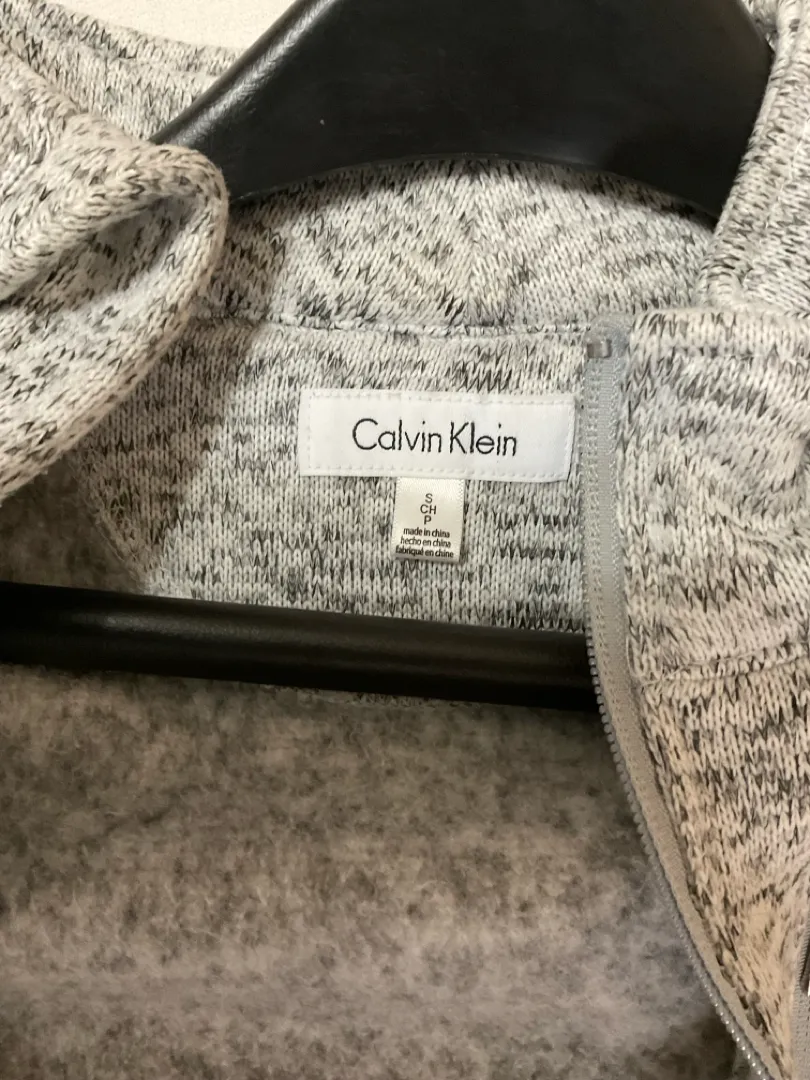 Calvin Klein
S
CH
P
made in china
hecho en china
fabriqué en chine